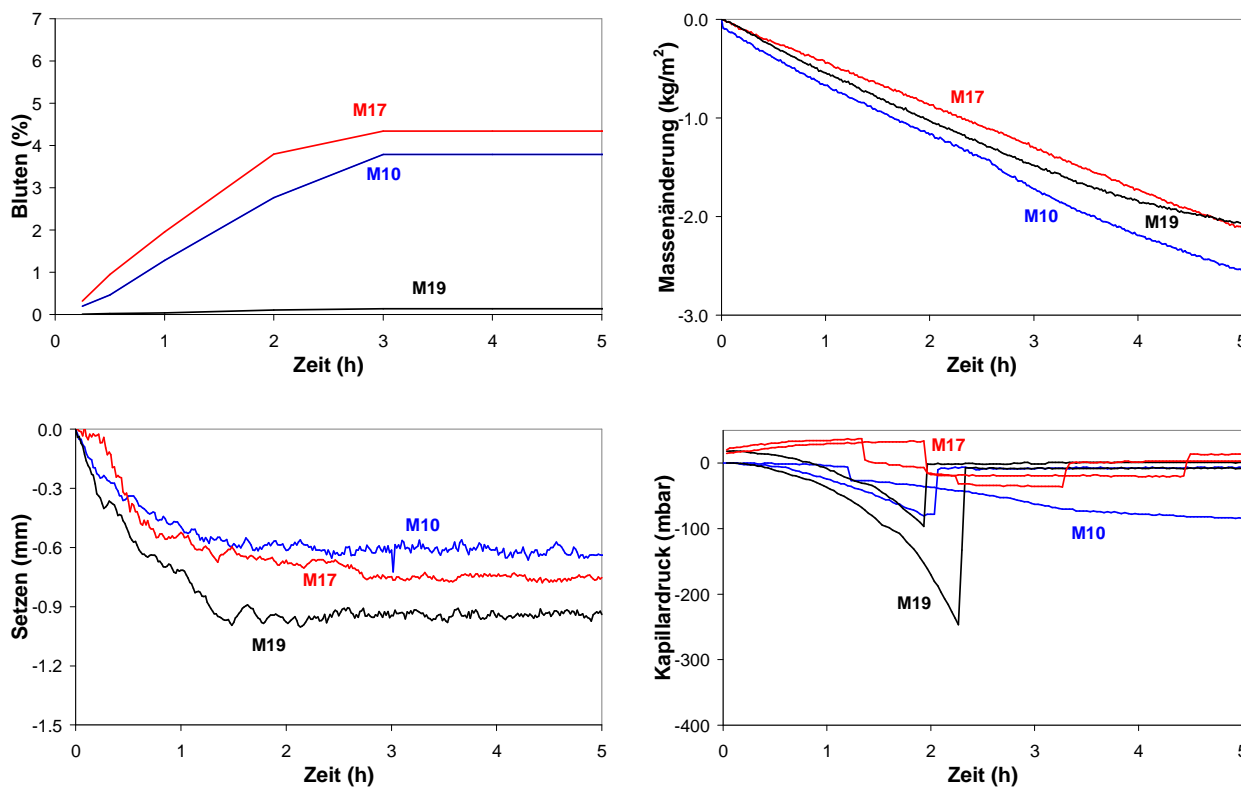 7
6
5
4
3
2
1
0
Bluten (%)
M17
M10
M19
0 1 2 3 4 5
Zeit (h)
0.0
-1.0
-2.0
-3.0
Massenänderung (kg/m²)
M17
M10
M19
0 1 2 3 4 5
Zeit (h)
0.0
-0.3
-0.6
-0.9
-1.2
-1.5
Setzen (mm)
M10
M17
M19
0 1 2 3 4 5
Zeit (h)
0
-100
-200
-300
-400
Kapillardruck (mbar)
M17
M10
M19
0 1 2 3 4 5
Zeit (h)